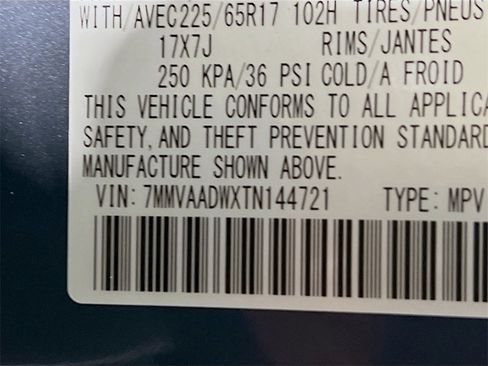 WITH/AVEC225/65R17 102H TIRES/PNEUS
17X7J RIMS/JANTES
250 KPA/36 PSI COLD/A FROID
THIS VEHICLE CONFORMS TO ALL APPLICA
SAFETY, AND THEFT PREVENTION STANDARD
MANUFACTURE SHOWN ABOVE.
VIN: 7MMVAADWXTN144721 TYPE: MPV